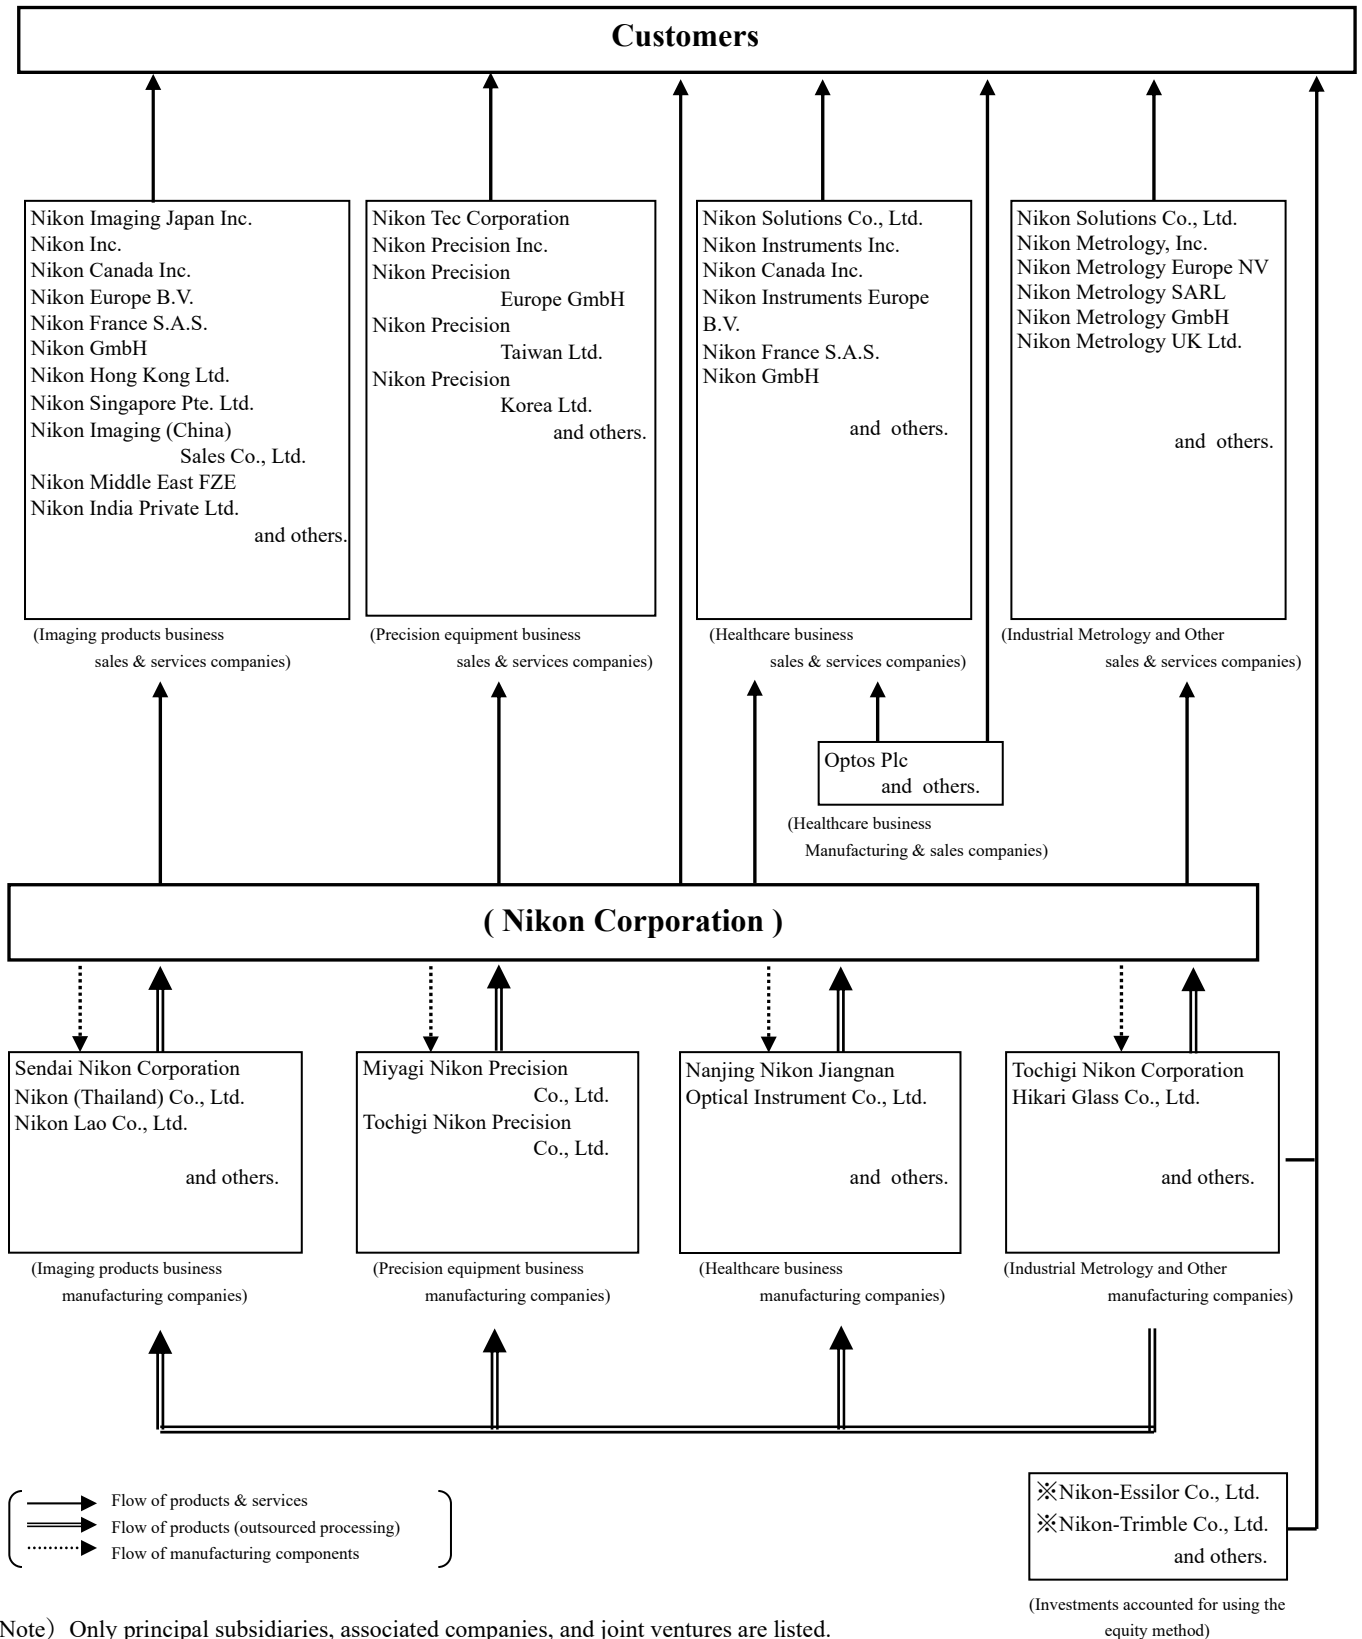 Customers
Nikon Imaging Japan Inc.
Nikon Inc.
Nikon Canada Inc.
Nikon Europe B.V.
Nikon France S.A.S.
Nikon GmbH
Nikon Hong Kong Ltd.
Nikon Singapore Pte. Ltd.
Nikon Imaging (China)
Sales Co., Ltd.
Nikon Middle East FZE
Nikon India Private Ltd.
and others.
(Imaging products business
sales & services companies)
Nikon Tec Corporation
Nikon Precision Inc.
Nikon Precision
Europe GmbH
Nikon Precision
Taiwan Ltd.
Nikon Precision
Korea Ltd.
and others.
(Precision equipment business
sales & services companies)
Nikon Solutions Co., Ltd.
Nikon Instruments Inc.
Nikon Canada Inc.
Nikon Instruments Europe
B.V.
Nikon France S.A.S.
Nikon GmbH
and others.
(Healthcare business
sales & services companies)
Nikon Solutions Co., Ltd.
Nikon Metrology, Inc.
Nikon Metrology Europe NV
Nikon Metrology SARL
Nikon Metrology GmbH
Nikon Metrology UK Ltd.
and others.
(Industrial Metrology and Other
sales & services companies)
Optos Plc
and others.
(Healthcare business
Manufacturing & sales companies)
( Nikon Corporation )
Sendai Nikon Corporation
Nikon (Thailand) Co., Ltd.
Nikon Lao Co., Ltd.
and others.
(Imaging products business
manufacturing companies)
Miyagi Nikon Precision
Co., Ltd.
Tochigi Nikon Precision
Co., Ltd.
(Precision equipment business
manufacturing companies)
Nanjing Nikon Jiangnan
Optical Instrument Co., Ltd.
and others.
(Healthcare business
manufacturing companies)
Tochigi Nikon Corporation
Hikari Glass Co., Ltd.
and others.
(Industrial Metrology and Other
manufacturing companies)
Flow of products & services
Flow of products (outsourced processing)
Flow of manufacturing components
※Nikon-Essilor Co., Ltd.
※Nikon-Trimble Co., Ltd.
and others.
(Investments accounted for using the
equity method)
Note）Only principal subsidiaries, associated companies, and joint ventures are listed.